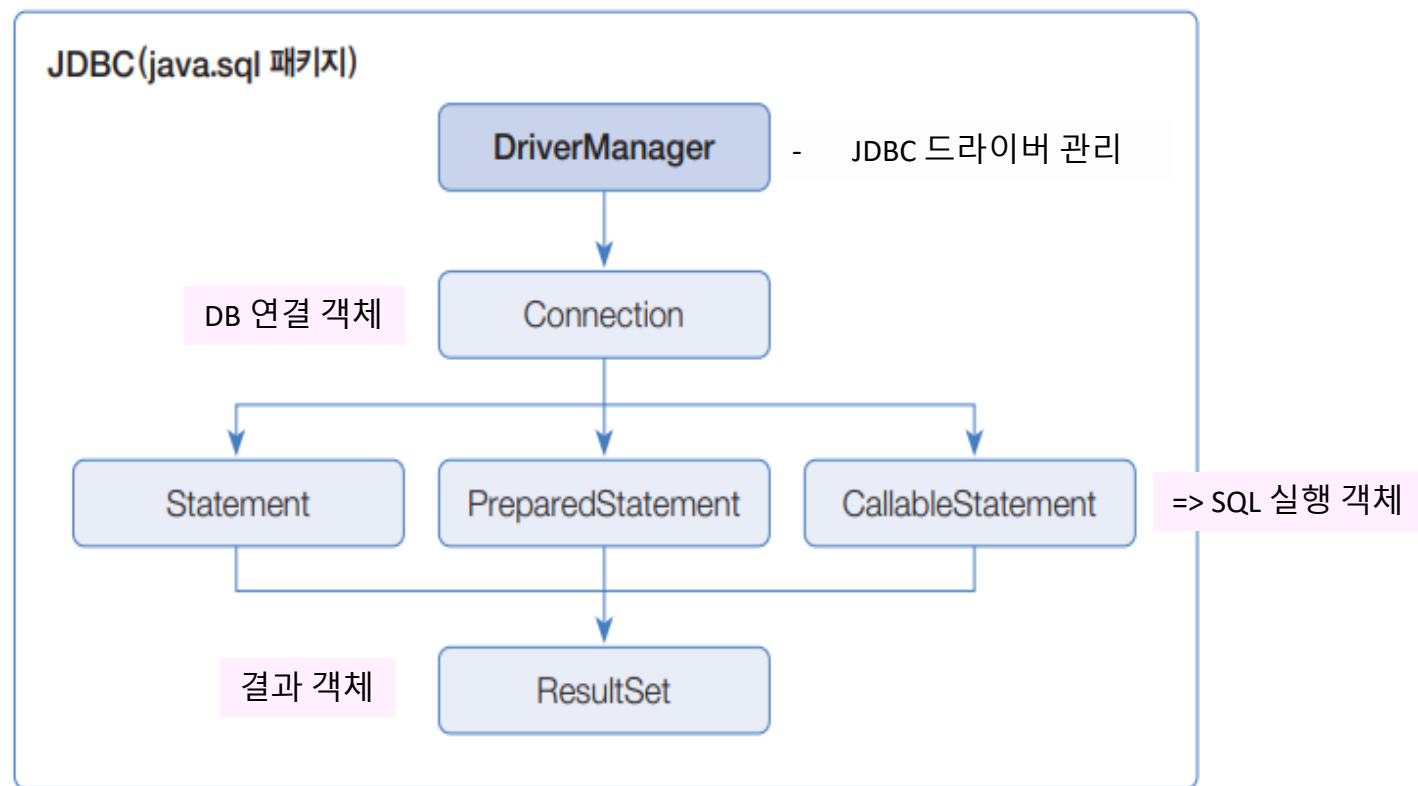 JDBC(java.sql 패키지)
DriverManager - JDBC 드라이버 관리
DB 연결 객체 Connection
Statement PreparedStatement CallableStatement => SQL 실행 객체
결과 객체 ResultSet